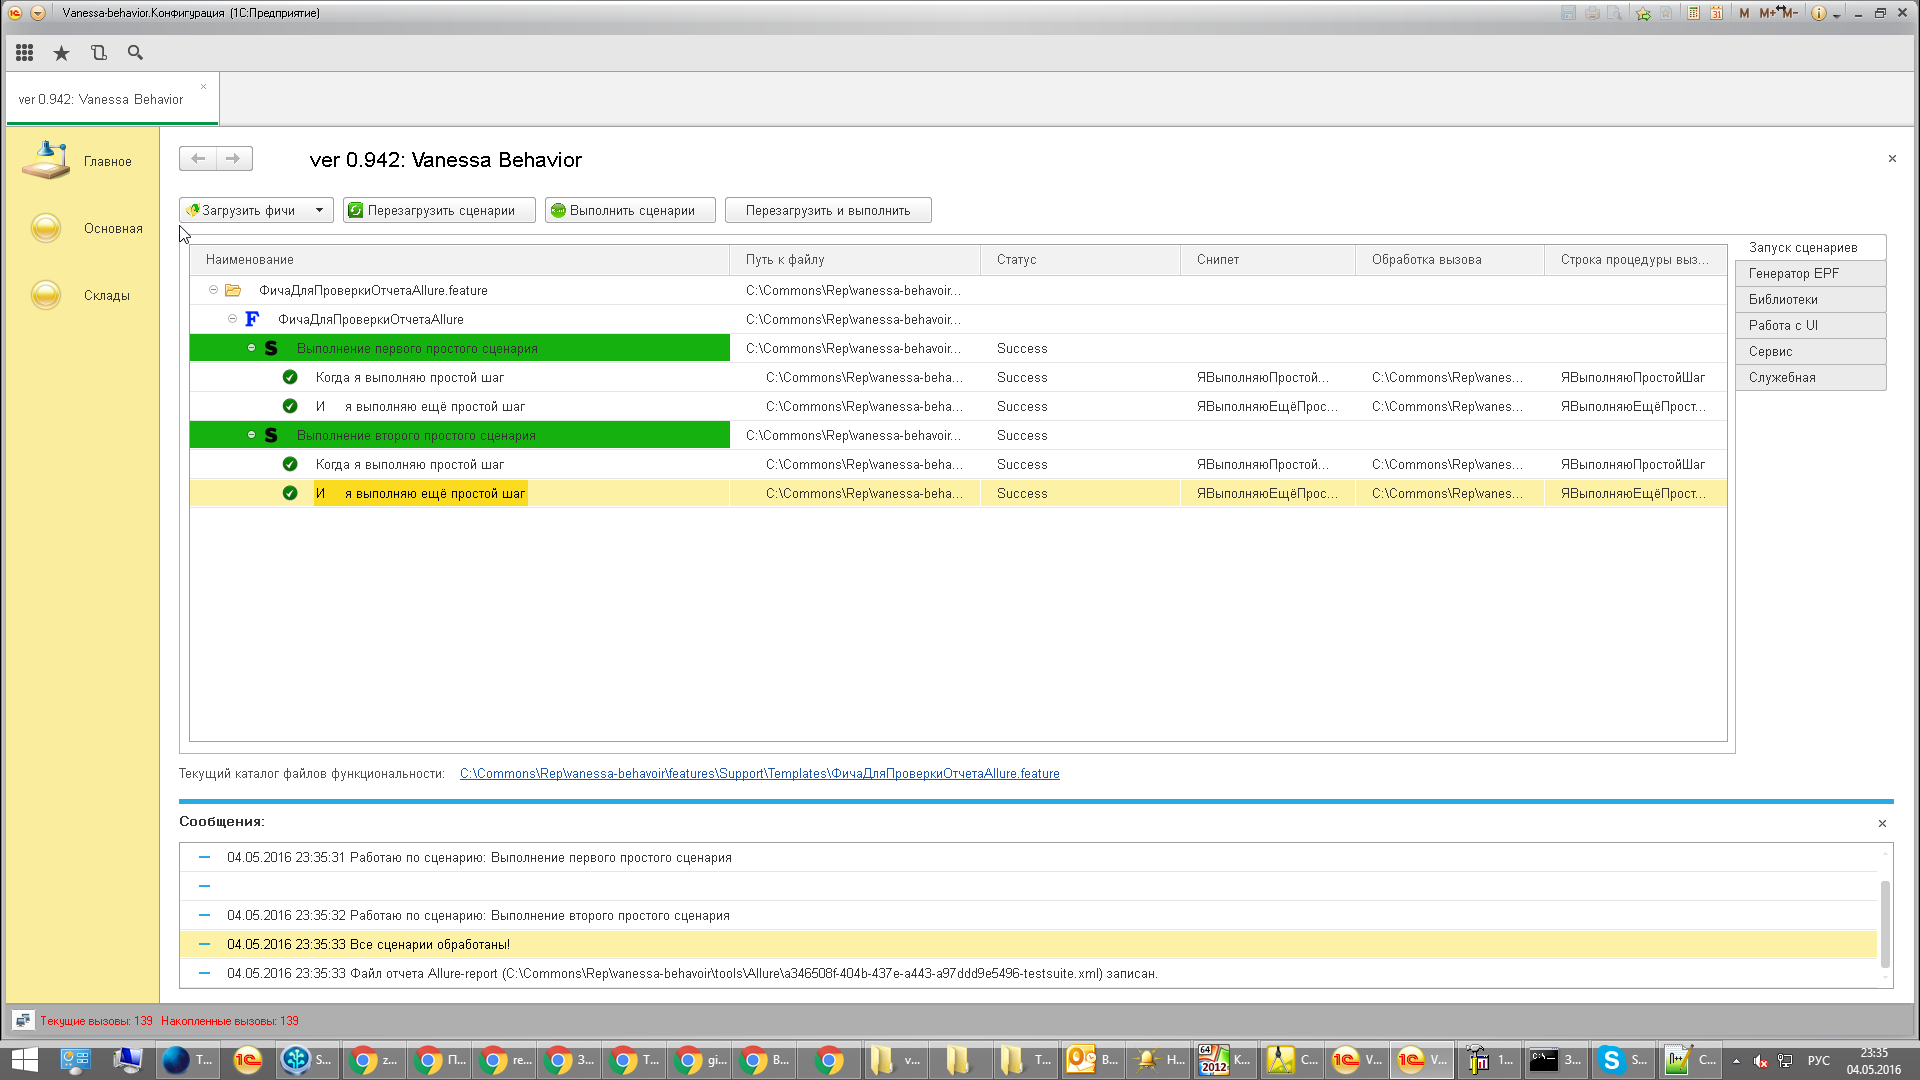 Vanessa-behavior.Конфигурация (1С:Предприятие)
M M+ M-
ver 0.942: Vanessa Behavior
Главное
Основная
Склады
ver 0.942: Vanessa Behavior
Загрузить фичи
Перезагрузить сценарии
Выполнить сценарии
Перезагрузить и выполнить
Наименование Путь к файлу Статус Снипет Обработка вызова Строка процедуры выз...
ФичаДляПроверкиОтчетаAllure.feature C:\Commons\Rep\vanessa-behavoir...
F ФичаДляПроверкиОтчетаAllure C:\Commons\Rep\vanessa-behavoir...
S Выполнение первого простого сценария C:\Commons\Rep\vanessa-behavoir... Success
Когда я выполняю простой шаг C:\Commons\Rep\vanessa-beha... Success ЯВыполняюПростой... C:\Commons\Rep\vanes... ЯВыполняюПростойШаг
И я выполняю ещё простой шаг C:\Commons\Rep\vanessa-beha... Success ЯВыполняюЕщёПрос... C:\Commons\Rep\vanes... ЯВыполняюЕщёПрост...
S Выполнение второго простого сценария C:\Commons\Rep\vanessa-behavoir... Success
Когда я выполняю простой шаг C:\Commons\Rep\vanessa-beha... Success ЯВыполняюПростой... C:\Commons\Rep\vanes... ЯВыполняюПростойШаг
И я выполняю ещё простой шаг C:\Commons\Rep\vanessa-beha... Success ЯВыполняюЕщёПрос... C:\Commons\Rep\vanes... ЯВыполняюЕщёПрост...
Запуск сценариев
Генератор EPF
Библиотеки
Работа с UI
Сервис
Служебная
Текущий каталог файлов функциональности: C:\Commons\Rep\vanessa-behavoir\features\Support\Templates\ФичаДляПроверкиОтчетаAllure.feature
Сообщения:
04.05.2016 23:35:31 Работаю по сценарию: Выполнение первого простого сценария
04.05.2016 23:35:32 Работаю по сценарию: Выполнение второго простого сценария
04.05.2016 23:35:33 Все сценарии обработаны!
04.05.2016 23:35:33 Файл отчета Allure-report (C:\Commons\Rep\vanessa-behavoir\tools\Allure\a346508f-404b-437e-a443-a97ddd9e5496-testsuite.xml) записан.
Текущие вызовы: 139 Накопленные вызовы: 139
T... S... z... П... re... З... T... gi... В... v... T... B... Н... К... С... V... V... 1... З... S... С... РУС
23:35
04.05.2016